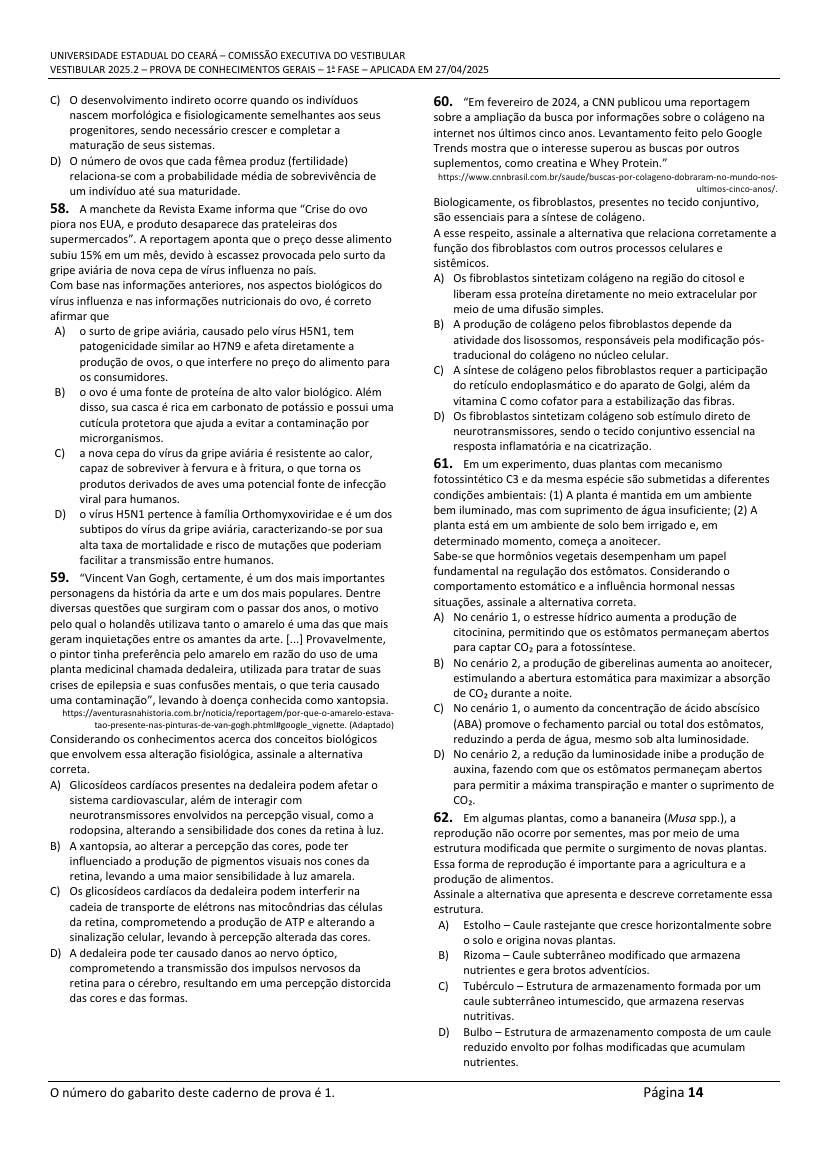 UNIVERSIDADE ESTADUAL DO CEARÁ – COMISSÃO EXECUTIVA DO VESTIBULAR
VESTIBULAR 2025.2 – PROVA DE CONHECIMENTOS GERAIS – 1ª FASE – APLICADA EM 27/04/2025
C) O desenvolvimento indireto ocorre quando os indivíduos
nascem morfológica e fisiologicamente semelhantes aos seus
progenitores, sendo necessário crescer e completar a
maturação de seus sistemas.
D) O número de ovos que cada fêmea produz (fertilidade)
relaciona-se com a probabilidade média de sobrevivência de
um indivíduo até sua maturidade.
58. A manchete da Revista Exame informa que “Crise do ovo
piora nos EUA, e produto desaparece das prateleiras dos
supermercados”. A reportagem aponta que o preço desse alimento
subiu 15% em um mês, devido à escassez provocada pelo surto da
gripe aviária de nova cepa de vírus influenza no país.
Com base nas informações anteriores, nos aspectos biológicos do
vírus influenza e nas informações nutricionais do ovo, é correto
afirmar que
A) o surto de gripe aviária, causado pelo vírus H5N1, tem
patogenicidade similar ao H7N9 e afeta diretamente a
produção de ovos, o que interfere no preço do alimento para
os consumidores.
B) o ovo é uma fonte de proteína de alto valor biológico. Além
disso, sua casca é rica em carbonato de potássio e possui uma
cutícula protetora que ajuda a evitar a contaminação por
microrganismos.
C) a nova cepa do vírus da gripe aviária é resistente ao calor,
capaz de sobreviver à fervura e à fritura, o que torna os
produtos derivados de aves uma potencial fonte de infecção
viral para humanos.
D) o vírus H5N1 pertence à família Orthomyxoviridae e é um dos
subtipos do vírus da gripe aviária, caracterizando-se por sua
alta taxa de mortalidade e risco de mutações que poderiam
facilitar a transmissão entre humanos.
59. “Vincent Van Gogh, certamente, é um dos mais importantes
personagens da história da arte e um dos mais populares. Dentre
diversas questões que surgiram com o passar dos anos, o motivo
pelo qual o holandês utilizava tanto o amarelo é uma das que mais
geram inquietações entre os amantes da arte. [...] Provavelmente,
o pintor tinha preferência pelo amarelo em razão do uso de uma
planta medicinal chamada dedaleira, utilizada para tratar de suas
crises de epilepsia e suas confusões mentais, o que teria causado
uma contaminação”, levando à doença conhecida como xantopsia.
https://aventurasnahistoria.com.br/noticia/reportagem/por-que-o-amarelo-estava-
tao-presente-nas-pinturas-de-van-gogh.phtml#google_vignette. (Adaptado)
Considerando os conhecimentos acerca dos conceitos biológicos
que envolvem essa alteração fisiológica, assinale a alternativa
correta.
A) Glicosídeos cardíacos presentes na dedaleira podem afetar o
sistema cardiovascular, além de interagir com
neurotransmissores envolvidos na percepção visual, como a
rodopsina, alterando a sensibilidade dos cones da retina à luz.
B) A xantopsia, ao alterar a percepção das cores, pode ter
influenciado a produção de pigmentos visuais nos cones da
retina, levando a uma maior sensibilidade à luz amarela.
C) Os glicosídeos cardíacos da dedaleira podem interferir na
cadeia de transporte de elétrons nas mitocôndrias das células
da retina, comprometendo a produção de ATP e alterando a
sinalização celular, levando à percepção alterada das cores.
D) A dedaleira pode ter causado danos ao nervo óptico,
comprometendo a transmissão dos impulsos nervosos da
retina para o cérebro, resultando em uma percepção distorcida
das cores e das formas.
60. “Em fevereiro de 2024, a CNN publicou uma reportagem
sobre a ampliação da busca por informações sobre o colágeno na
internet nos últimos cinco anos. Levantamento feito pelo Google
Trends mostra que o interesse superou as buscas por outros
suplementos, como creatina e Whey Protein.”
https://www.cnnbrasil.com.br/saude/buscas-por-colageno-dobraram-no-mundo-nos-
ultimos-cinco-anos/.
Biologicamente, os fibroblastos, presentes no tecido conjuntivo,
são essenciais para a síntese de colágeno.
A esse respeito, assinale a alternativa que relaciona corretamente a
função dos fibroblastos com outros processos celulares e
sistêmicos.
A) Os fibroblastos sintetizam colágeno na região do citosol e
liberam essa proteína diretamente no meio extracelular por
meio de uma difusão simples.
B) A produção de colágeno pelos fibroblastos depende da
atividade dos lisossomos, responsáveis pela modificação pós-
traducional do colágeno no núcleo celular.
C) A síntese de colágeno pelos fibroblastos requer a participação
do retículo endoplasmático e do aparato de Golgi, além da
vitamina C como cofator para a estabilização das fibras.
D) Os fibroblastos sintetizam colágeno sob estímulo direto de
neurotransmissores, sendo o tecido conjuntivo essencial na
resposta inflamatória e na cicatrização.
61. Em um experimento, duas plantas com mecanismo
fotossintético C3 e da mesma espécie são submetidas a diferentes
condições ambientais: (1) A planta é mantida em um ambiente
bem iluminado, mas com suprimento de água insuficiente; (2) A
planta está em um ambiente de solo bem irrigado e, em
determinado momento, começa a anoitecer.
Sabe-se que hormônios vegetais desempenham um papel
fundamental na regulação dos estômatos. Considerando o
comportamento estomático e a influência hormonal nessas
situações, assinale a alternativa correta.
A) No cenário 1, o estresse hídrico aumenta a produção de
citocinina, permitindo que os estômatos permaneçam abertos
para captar CO₂ para a fotossíntese.
B) No cenário 2, a produção de giberelinas aumenta ao anoitecer,
estimulando a abertura estomática para maximizar a absorção
de CO₂ durante a noite.
C) No cenário 1, o aumento da concentração de ácido abscísico
(ABA) promove o fechamento parcial ou total dos estômatos,
reduzindo a perda de água, mesmo sob alta luminosidade.
D) No cenário 2, a redução da luminosidade inibe a produção de
auxina, fazendo com que os estômatos permaneçam abertos
para permitir a máxima transpiração e manter o suprimento de
CO₂.
62. Em algumas plantas, como a bananeira (Musa spp.), a
reprodução não ocorre por sementes, mas por meio de uma
estrutura modificada que permite o surgimento de novas plantas.
Essa forma de reprodução é importante para a agricultura e a
produção de alimentos.
Assinale a alternativa que apresenta e descreve corretamente essa
estrutura.
A) Estolho – Caule rastejante que cresce horizontalmente sobre
o solo e origina novas plantas.
B) Rizoma – Caule subterrâneo modificado que armazena
nutrientes e gera brotos adventícios.
C) Tubérculo – Estrutura de armazenamento formada por um
caule subterrâneo intumescido, que armazena reservas
nutritivas.
D) Bulbo – Estrutura de armazenamento composta de um caule
reduzido envolto por folhas modificadas que acumulam
nutrientes.
O número do gabarito deste caderno de prova é 1.
Página 14